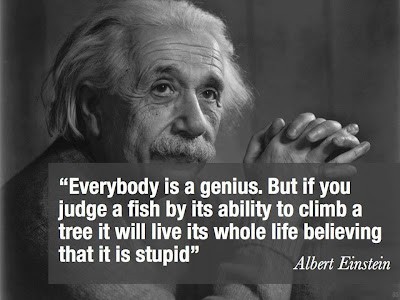 “Everybody is a genius. But if you
judge a fish by its ability to climb a
tree it will live its whole life believing
that it is stupid”
Albert Einstein